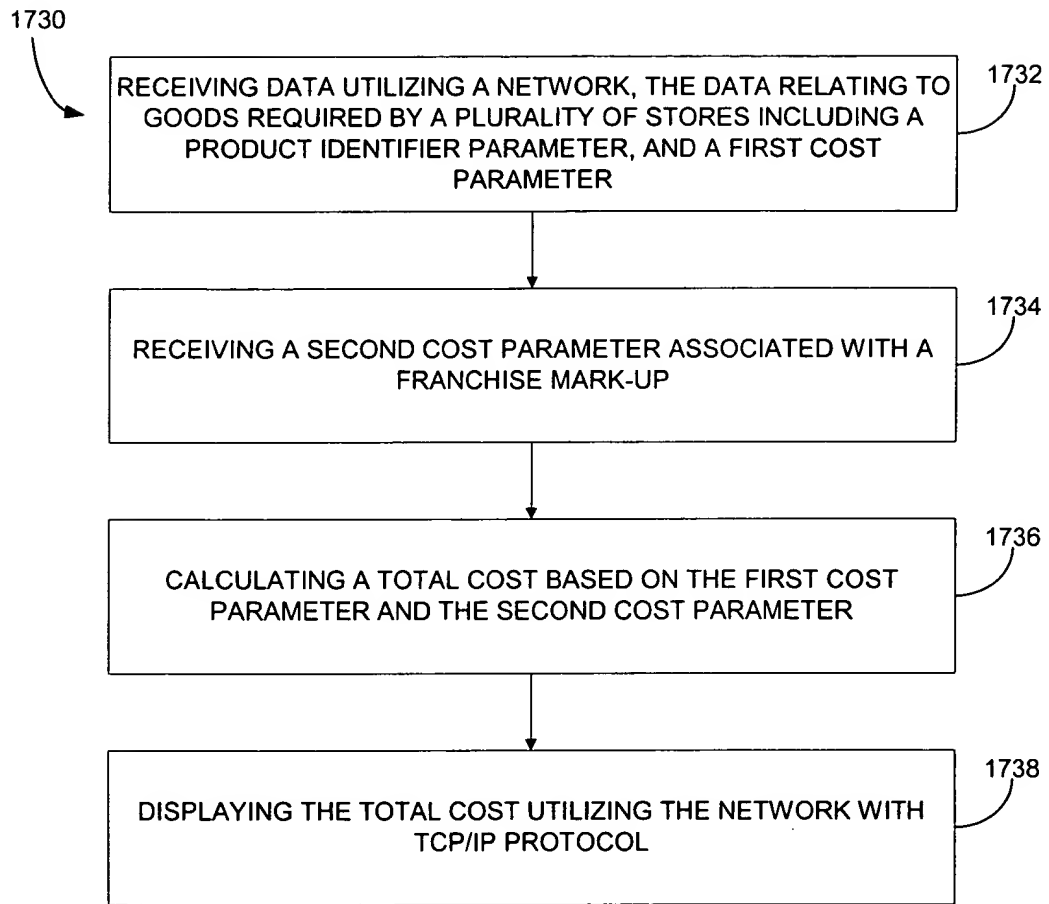 1730
1732
RECEIVING DATA UTILIZING A NETWORK, THE DATA RELATING TO
GOODS REQUIRED BY A PLURALITY OF STORES INCLUDING A
PRODUCT IDENTIFIER PARAMETER, AND A FIRST COST
PARAMETER
1734
RECEIVING A SECOND COST PARAMETER ASSOCIATED WITH A
FRANCHISE MARK-UP
1736
CALCULATING A TOTAL COST BASED ON THE FIRST COST
PARAMETER AND THE SECOND COST PARAMETER
1738
DISPLAYING THE TOTAL COST UTILIZING THE NETWORK WITH
TCP/IP PROTOCOL